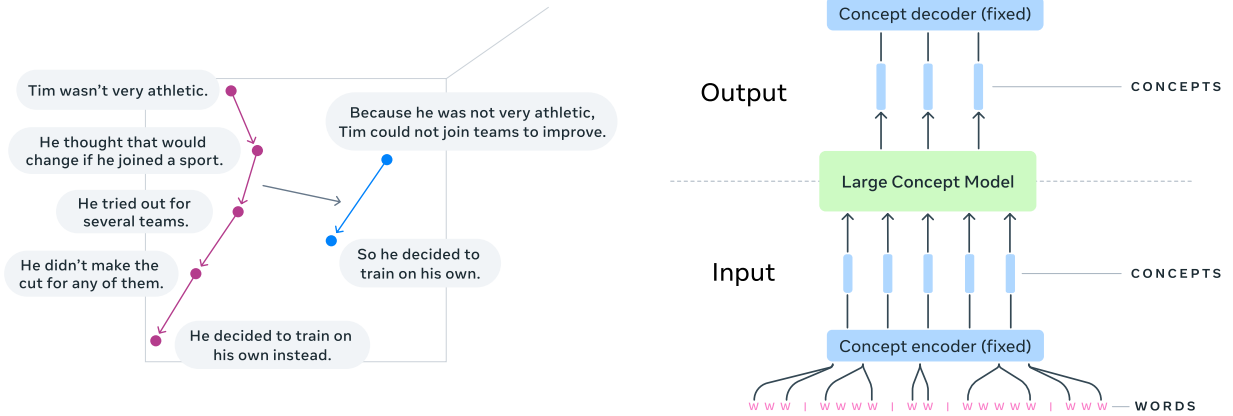 Tim wasn't very athletic.
He thought that would
change if he joined a sport.
He tried out for
several teams.
He didn't make the
cut for any of them.
He decided to train on
his own instead.
Because he was not very athletic,
Tim could not join teams to improve.
So he decided to
train on his own.
Concept decoder (fixed)
Output
CONCEPTS
Large Concept Model
Input
CONCEPTS
Concept encoder (fixed)
W W W | W W W W | W W | W W W W W | W W W
WORDS